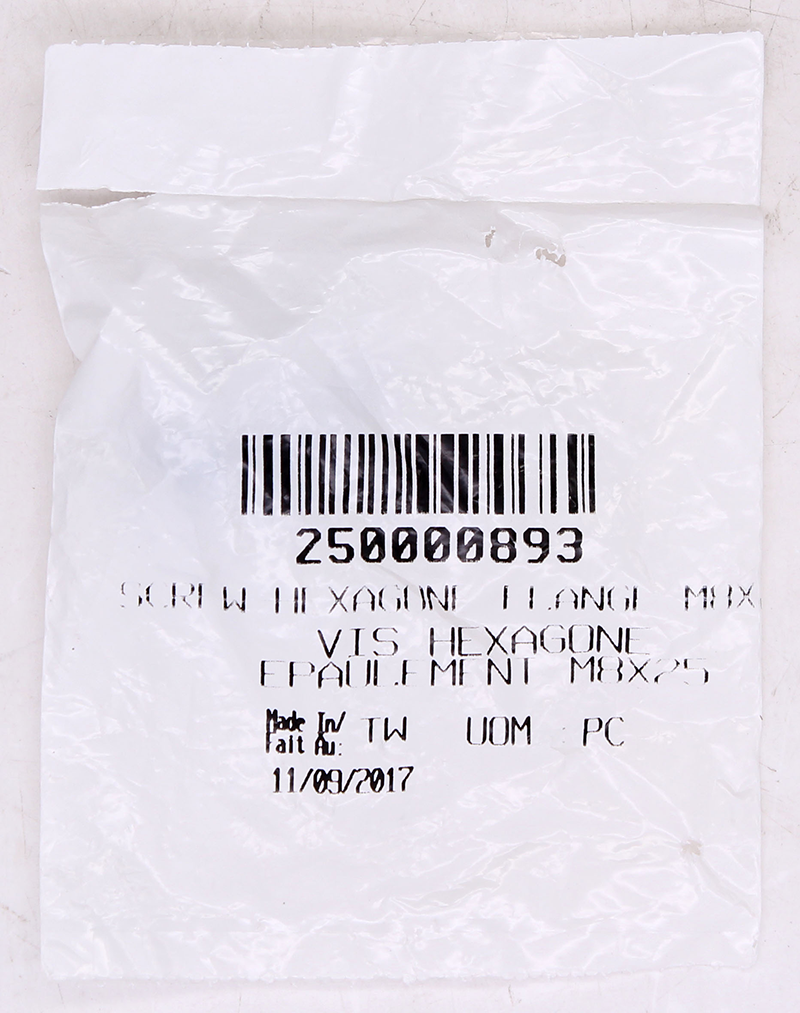 250000893
SCREW HEXAGONE FLANGE M8X
VIS HEXAGONE
EPAULEMENT M8X25
Made In/ TW UOM : PC
Fait Au:
11/09/2017